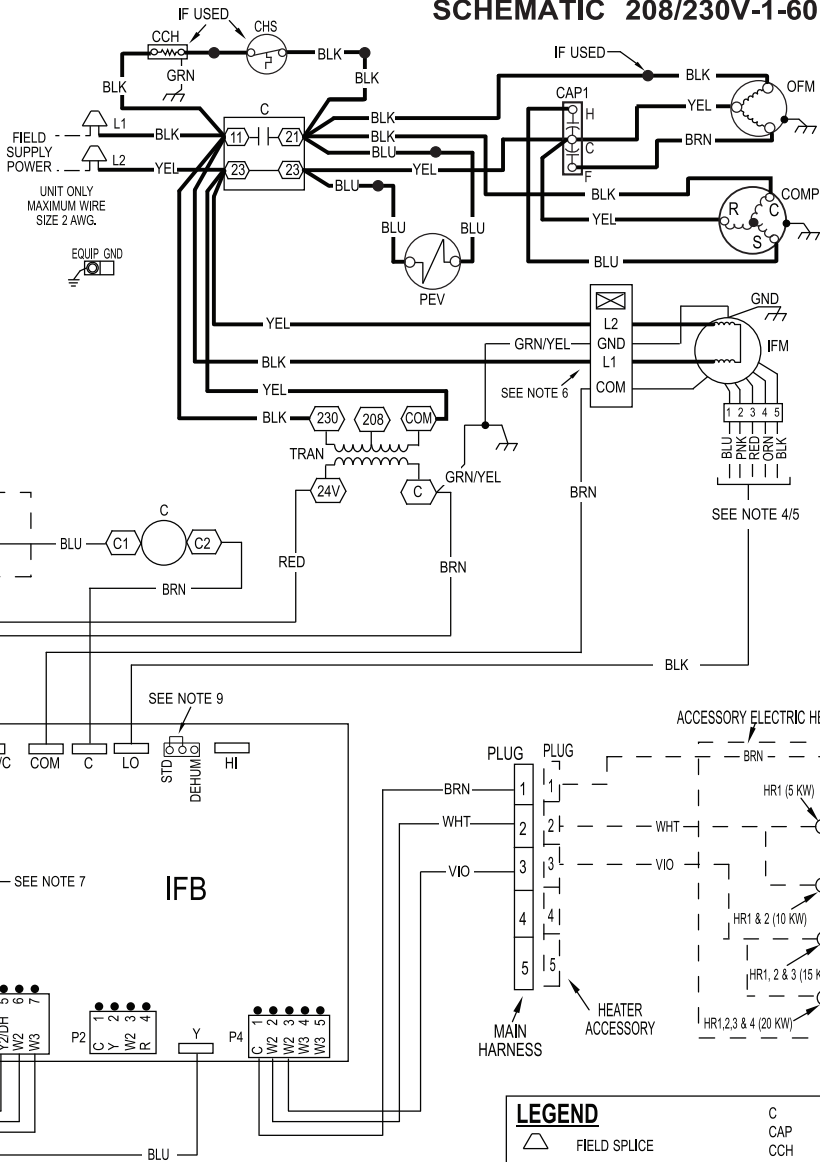 SCHEMATIC 208/230V-1-60
IF USED
CCH
CHS
GRN
BLK
BLK
BLK
IF USED
BLK
OFM
CAP1
H
C
F
YEL
BRN
FIELD
SUPPLY
POWER
L1
L2
BLK
YEL
C
11
21
23
23
BLK
BLK
BLU
YEL
BLU
UNIT ONLY
MAXIMUM WIRE
SIZE 2 AWG.
EQUIP GND
BLU
BLU
PEV
BLK
YEL
BLU
COMP
R
C
S
YEL
BLK
YEL
BLK
GRN/YEL
L2
GND
L1
COM
SEE NOTE 6
GND
IFM
1 2 3 4 5
BLU
PNK
RED
ORN
BLK
SEE NOTE 4/5
230
208
COM
TRAN
24V
C
GRN/YEL
BRN
C
BLU
C1
C2
BRN
RED
BRN
BLK
SEE NOTE 9
/C
COM
C
LO
STD
DEHUM
HI
SEE NOTE 7
IFB
PLUG
PLUG
BRN
1
1
WHT
2
2
VIO
3
3
4
4
5
5
MAIN
HARNESS
HEATER
ACCESSORY
ACCESSORY ELECTRIC HE
BRN
HR1 (5 KW)
WHT
VIO
HR1 & 2 (10 KW)
HR1, 2 & 3 (15 K
HR1,2,3 & 4 (20 KW)
5
6
7
Y2/DH
W2
W3
P2
1
2
3
4
C
Y
W2
R
Y
P4
1
2
3
4
5
C
W2
W3
W4
W3
BLU
LEGEND
FIELD SPLICE
C
CAP
CCH